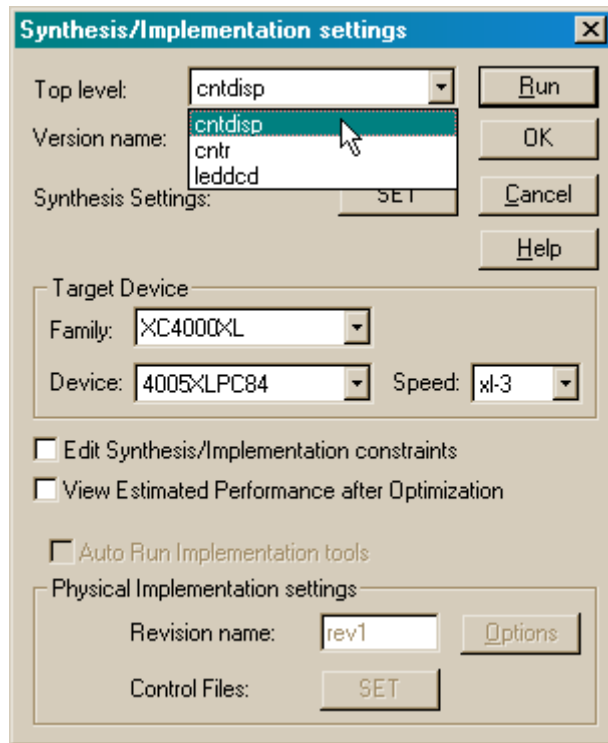 Synthesis/Implementation settings
Top level: cntdisp Run
cntdisp
Version name: cntr OK
leddcd
Synthesis Settings: SET Cancel
Help
Target Device
Family: XC4000XL
Device: 4005XLPC84 Speed: xl-3
Edit Synthesis/Implementation constraints
View Estimated Performance after Optimization
Auto Run Implementation tools
Physical Implementation settings
Revision name: rev1 Options
Control Files: SET